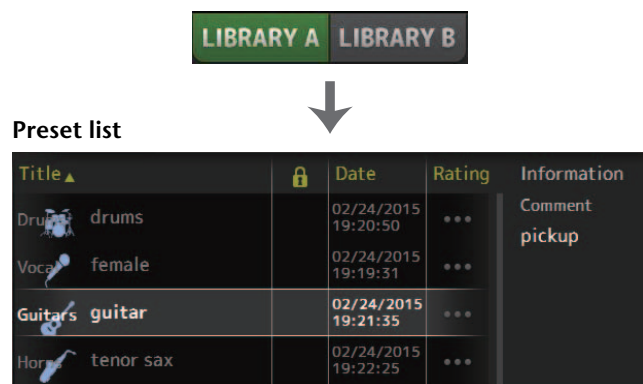 LIBRARY A LIBRARY B
Preset list
Title Date Rating Information
Comment
pickup
Drums drums 02/24/2015
19:20:50
Vocal female 02/24/2015
19:19:31
Guitars guitar 02/24/2015
19:21:35
Horns tenor sax 02/24/2015
19:22:25